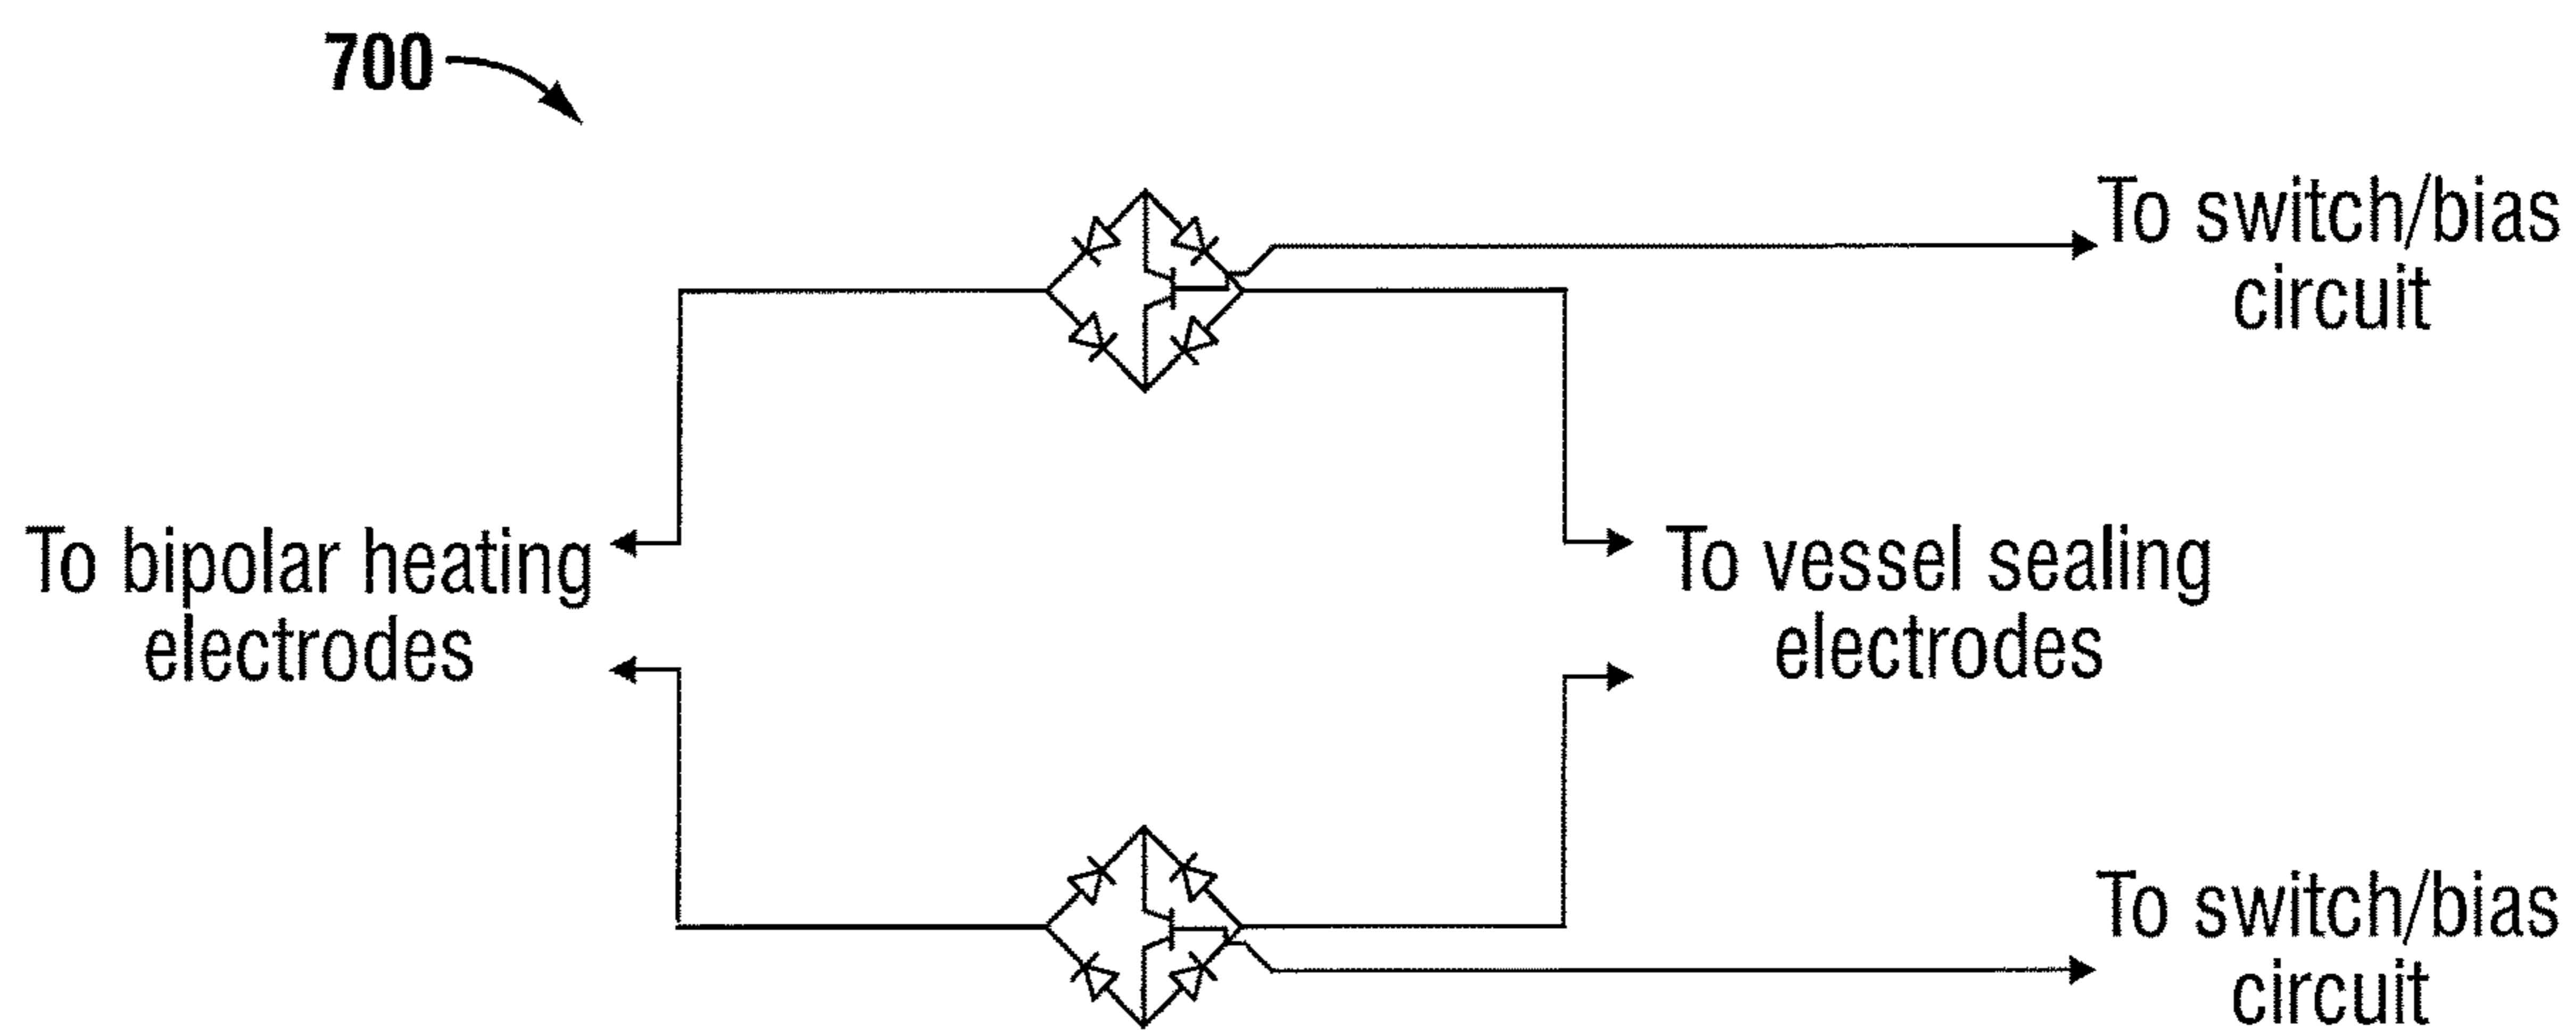 700
To switch/bias
circuit
To bipolar heating
electrodes
To vessel sealing
electrodes
To switch/bias
circuit